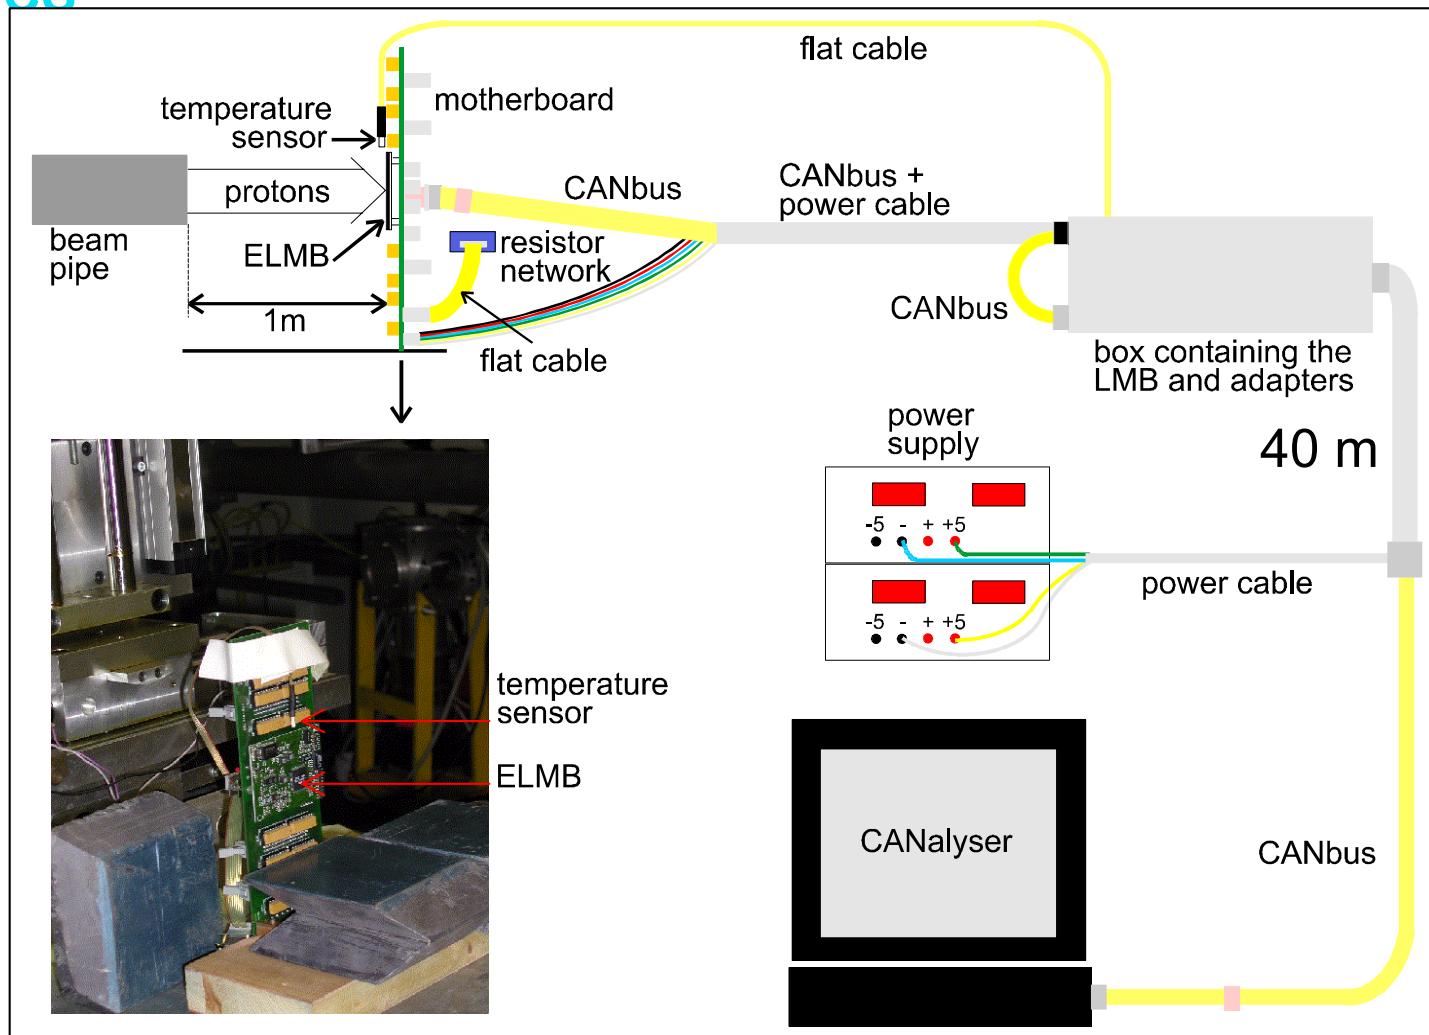 flat cable
motherboard
temperature
sensor
protons
CANbus
CANbus +
power cable
beam
pipe
ELMB
resistor
network
1m
flat cable
CANbus
box containing the
LMB and adapters
power
supply
40 m
-5 - + +5
-5 - + +5
power cable
temperature
sensor
ELMB
CANalyser
CANbus